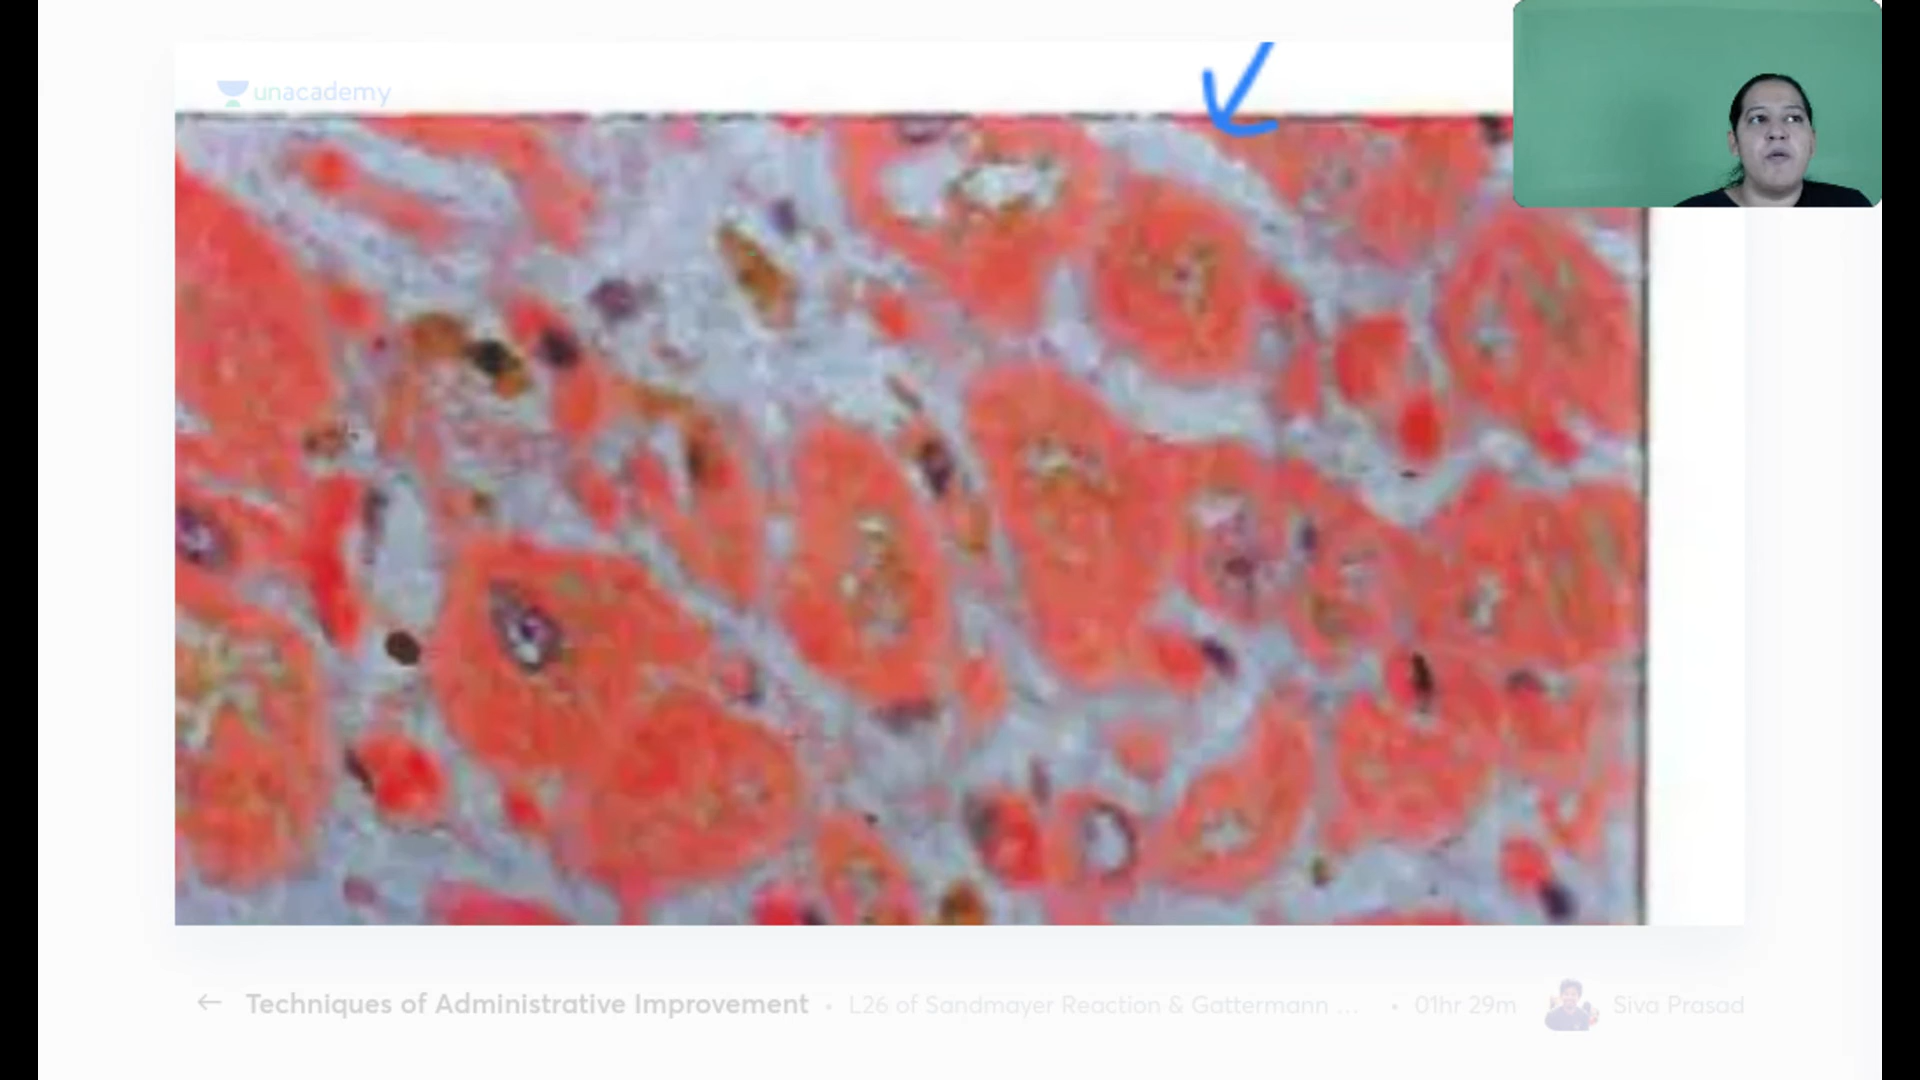 unacademy
← Techniques of Administrative Improvement • L26 of Sandmayer Reaction & Gattermann ... • 01hr 29m Siva Prasad